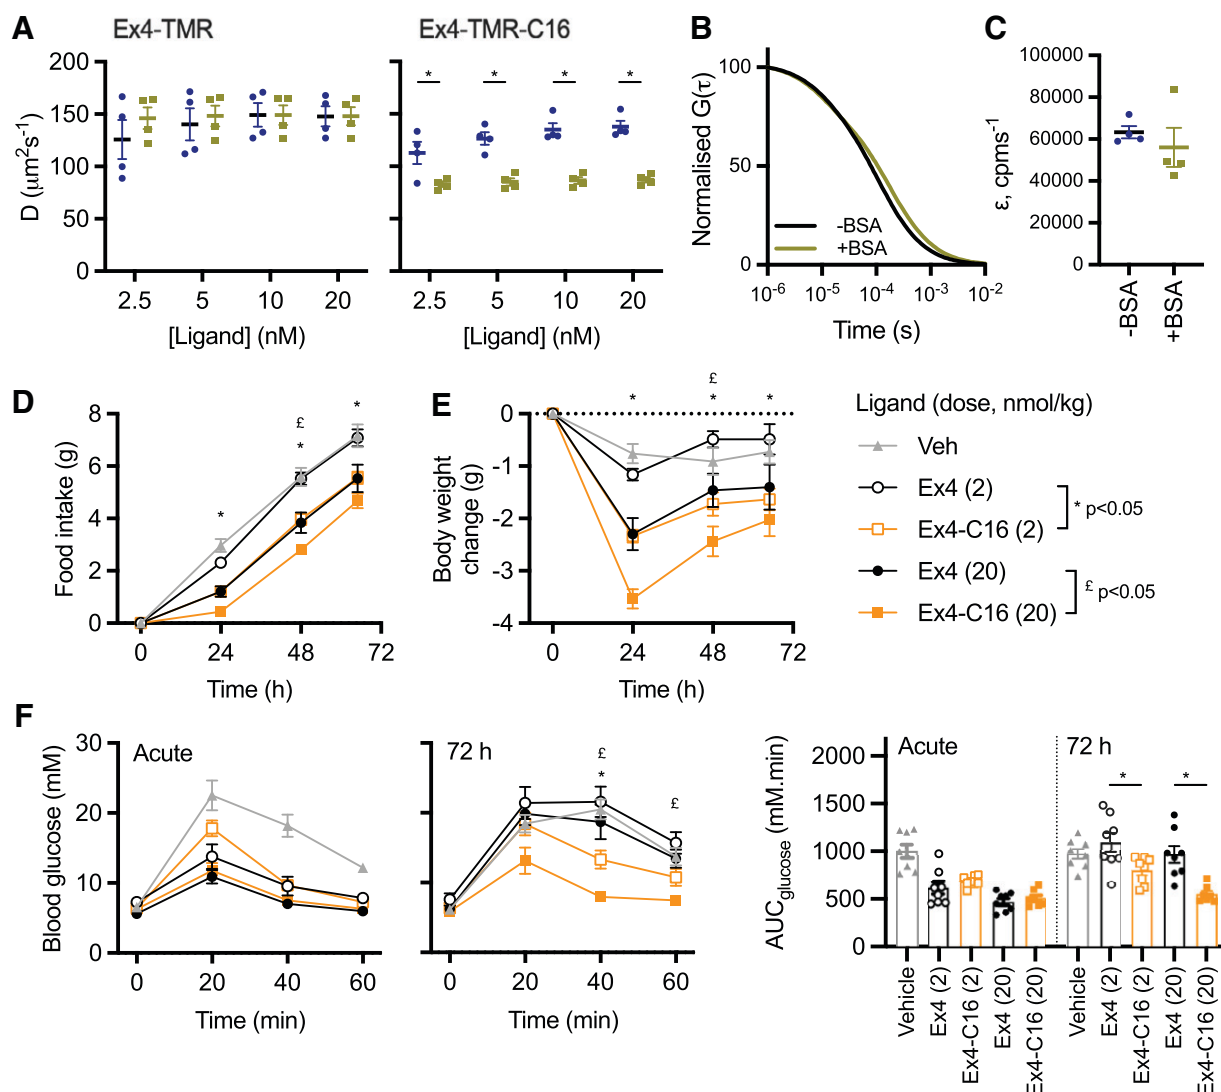 A
Ex4-TMR
Ex4-TMR-C16
D (μm²s⁻¹)
200
150
100
50
0
* * * *
2.5 5 10 20
2.5 5 10 20
[Ligand] (nM)
[Ligand] (nM)
B
Normalised G(τ)
100
50
0
-BSA
+BSA
10⁻⁶ 10⁻⁵ 10⁻⁴ 10⁻³ 10⁻²
Time (s)
C
ε, cpms⁻¹
100000
80000
60000
40000
20000
0
-BSA
+BSA
D
Food intake (g)
8
6
4
2
0
*
£
*
*
0 24 48 72
Time (h)
E
Body weight
change (g)
0
-1
-2
-3
-4
*
£
*
*
0 24 48 72
Time (h)
Ligand (dose, nmol/kg)
Veh
Ex4 (2)
Ex4-C16 (2)
* p<0.05
Ex4 (20)
Ex4-C16 (20)
£ p<0.05
F
Blood glucose (mM)
30
20
10
0
Acute
0 20 40 60
Time (min)
72 h
£
*
£
0 20 40 60
Time (min)
AUCglucose (mM.min)
2000
1500
1000
500
0
Acute
72 h
* *
Vehicle
Ex4 (2)
Ex4-C16 (2)
Ex4 (20)
Ex4-C16 (20)
Vehicle
Ex4 (2)
Ex4-C16 (2)
Ex4 (20)
Ex4-C16 (20)